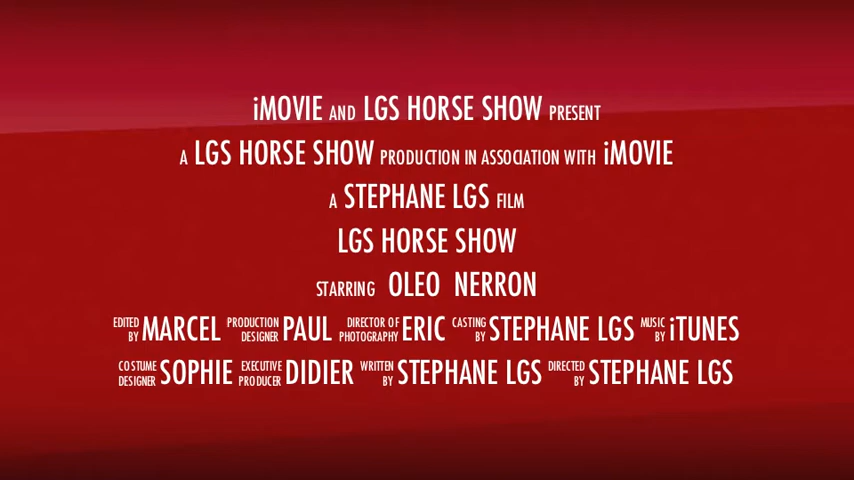 iMOVIE AND LGS HORSE SHOW PRESENT
A LGS HORSE SHOW PRODUCTION IN ASSOCIATION WITH iMOVIE
A STEPHANE LGS FILM
LGS HORSE SHOW
STARRING OLEO NERRON
EDITED BY MARCEL PRODUCTION DESIGNER PAUL DIRECTOR OF PHOTOGRAPHY ERIC CASTING BY STEPHANE LGS MUSIC BY iTUNES
COSTUME DESIGNER SOPHIE EXECUTIVE PRODUCER DIDIER WRITTEN BY STEPHANE LGS DIRECTED BY STEPHANE LGS